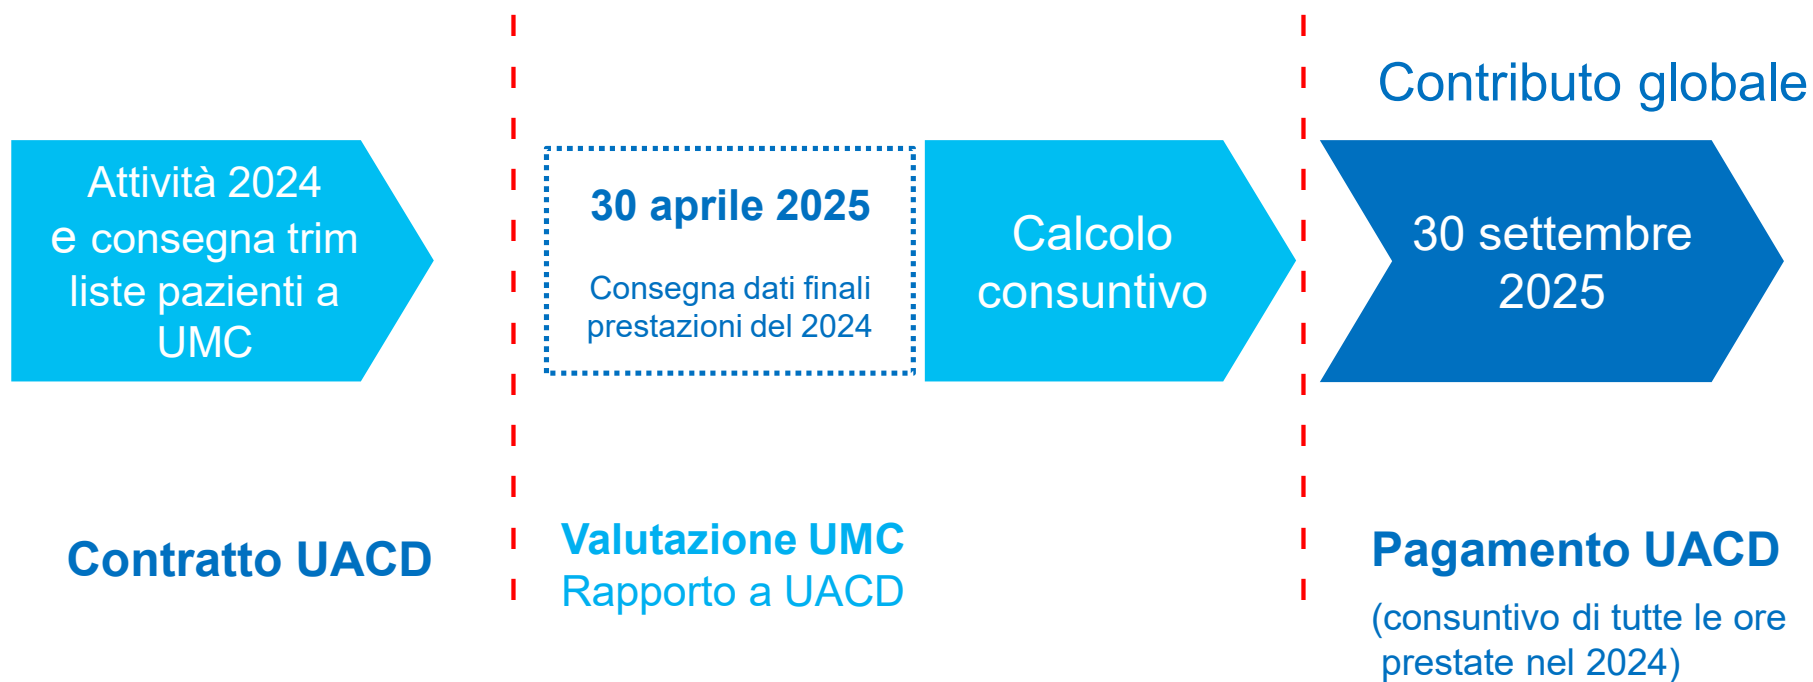 Contributo globale
Attività 2024
e consegna trim
liste pazienti a
UMC
30 aprile 2025
Consegna dati finali
prestazioni del 2024
Calcolo
consuntivo
30 settembre
2025
Contratto UACD
Valutazione UMC
Rapporto a UACD
Pagamento UACD
(consuntivo di tutte le ore
prestate nel 2024)